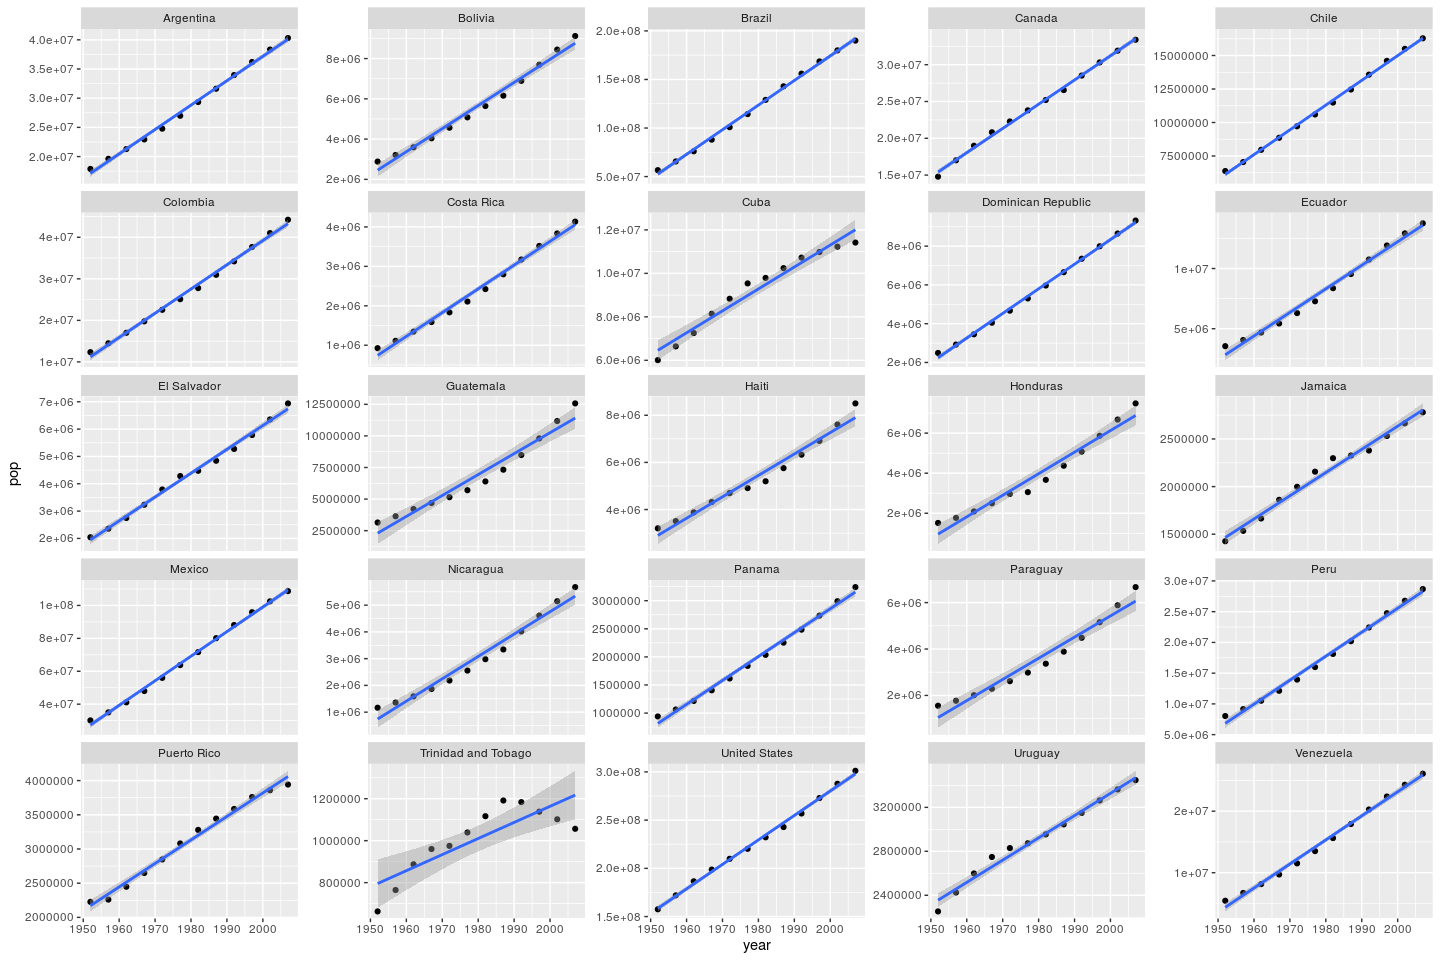 Argentina Bolivia Brazil Canada Chile
4.0e+07
3.5e+07
3.0e+07
2.5e+07
2.0e+07
8e+06
6e+06
4e+06
2e+06
2.0e+08
1.5e+08
1.0e+08
5.0e+07
3.0e+07
2.5e+07
2.0e+07
1.5e+07
15000000
12500000
10000000
7500000
Colombia Costa Rica Cuba Dominican Republic Ecuador
4e+07
3e+07
2e+07
1e+07
4e+06
3e+06
2e+06
1e+06
1.2e+07
1.0e+07
8.0e+06
6.0e+06
8e+06
6e+06
4e+06
2e+06
1e+07
5e+06
El Salvador Guatemala Haiti Honduras Jamaica
7e+06
6e+06
5e+06
4e+06
3e+06
2e+06
12500000
10000000
7500000
5000000
2500000
8e+06
6e+06
4e+06
6e+06
4e+06
2e+06
2500000
2000000
1500000
pop
Mexico Nicaragua Panama Paraguay Peru
1e+08
8e+07
6e+07
4e+07
5e+06
4e+06
3e+06
2e+06
1e+06
3000000
2500000
2000000
1500000
1000000
6e+06
4e+06
2e+06
3.0e+07
2.5e+07
2.0e+07
1.5e+07
1.0e+07
5.0e+06
Puerto Rico Trinidad and Tobago United States Uruguay Venezuela
4000000
3500000
3000000
2500000
2000000
1200000
1000000
800000
3.0e+08
2.5e+08
2.0e+08
1.5e+08
3200000
2800000
2400000
2e+07
1e+07
1950 1960 1970 1980 1990 2000 1950 1960 1970 1980 1990 2000 1950 1960 1970 1980 1990 2000 1950 1960 1970 1980 1990 2000 1950 1960 1970 1980 1990 2000
year